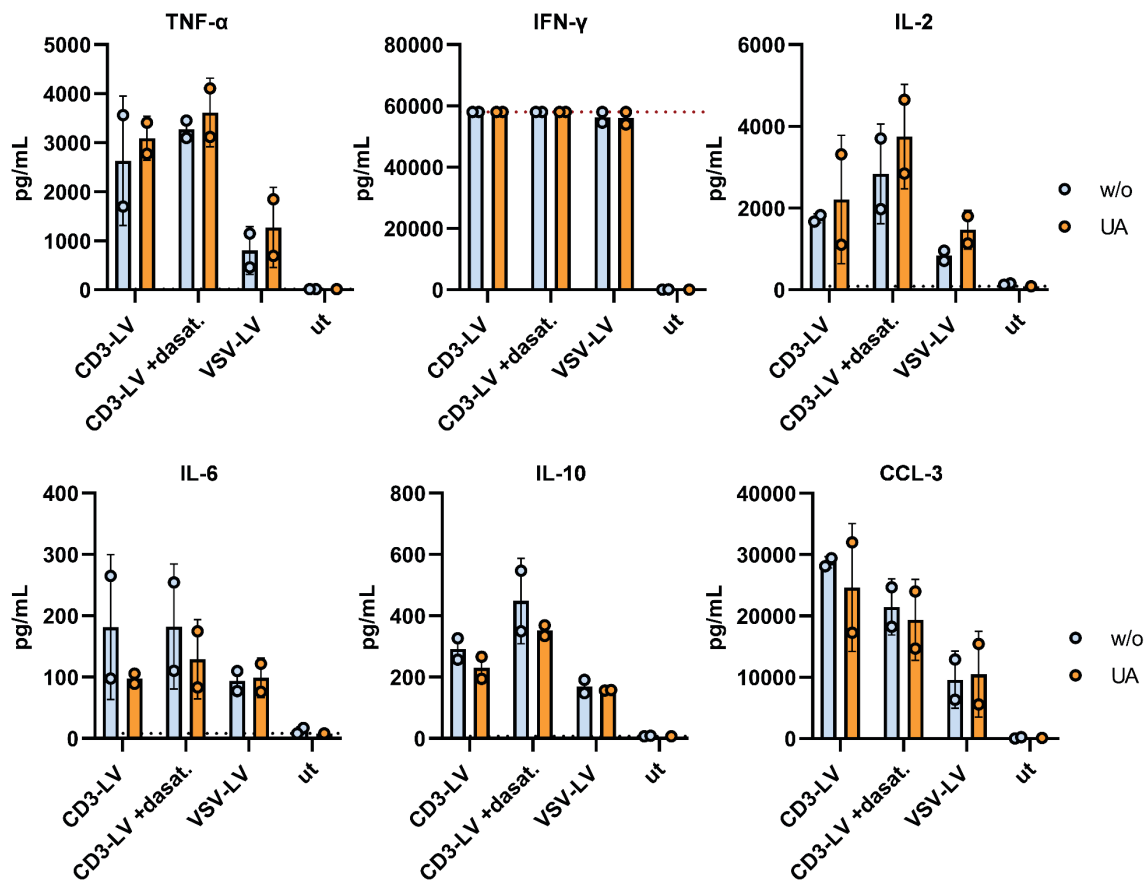 TNF-α
pg/mL
5000
4000
3000
2000
1000
0
CD3-LV
CD3-LV +dasat.
VSV-LV
ut
IFN-γ
pg/mL
80000
60000
40000
20000
0
CD3-LV
CD3-LV +dasat.
VSV-LV
ut
IL-2
pg/mL
6000
4000
2000
0
CD3-LV
CD3-LV +dasat.
VSV-LV
ut
w/o
UA
IL-6
pg/mL
400
300
200
100
0
CD3-LV
CD3-LV +dasat.
VSV-LV
ut
IL-10
pg/mL
800
600
400
200
0
CD3-LV
CD3-LV +dasat.
VSV-LV
ut
CCL-3
pg/mL
40000
30000
20000
10000
0
CD3-LV
CD3-LV +dasat.
VSV-LV
ut
w/o
UA